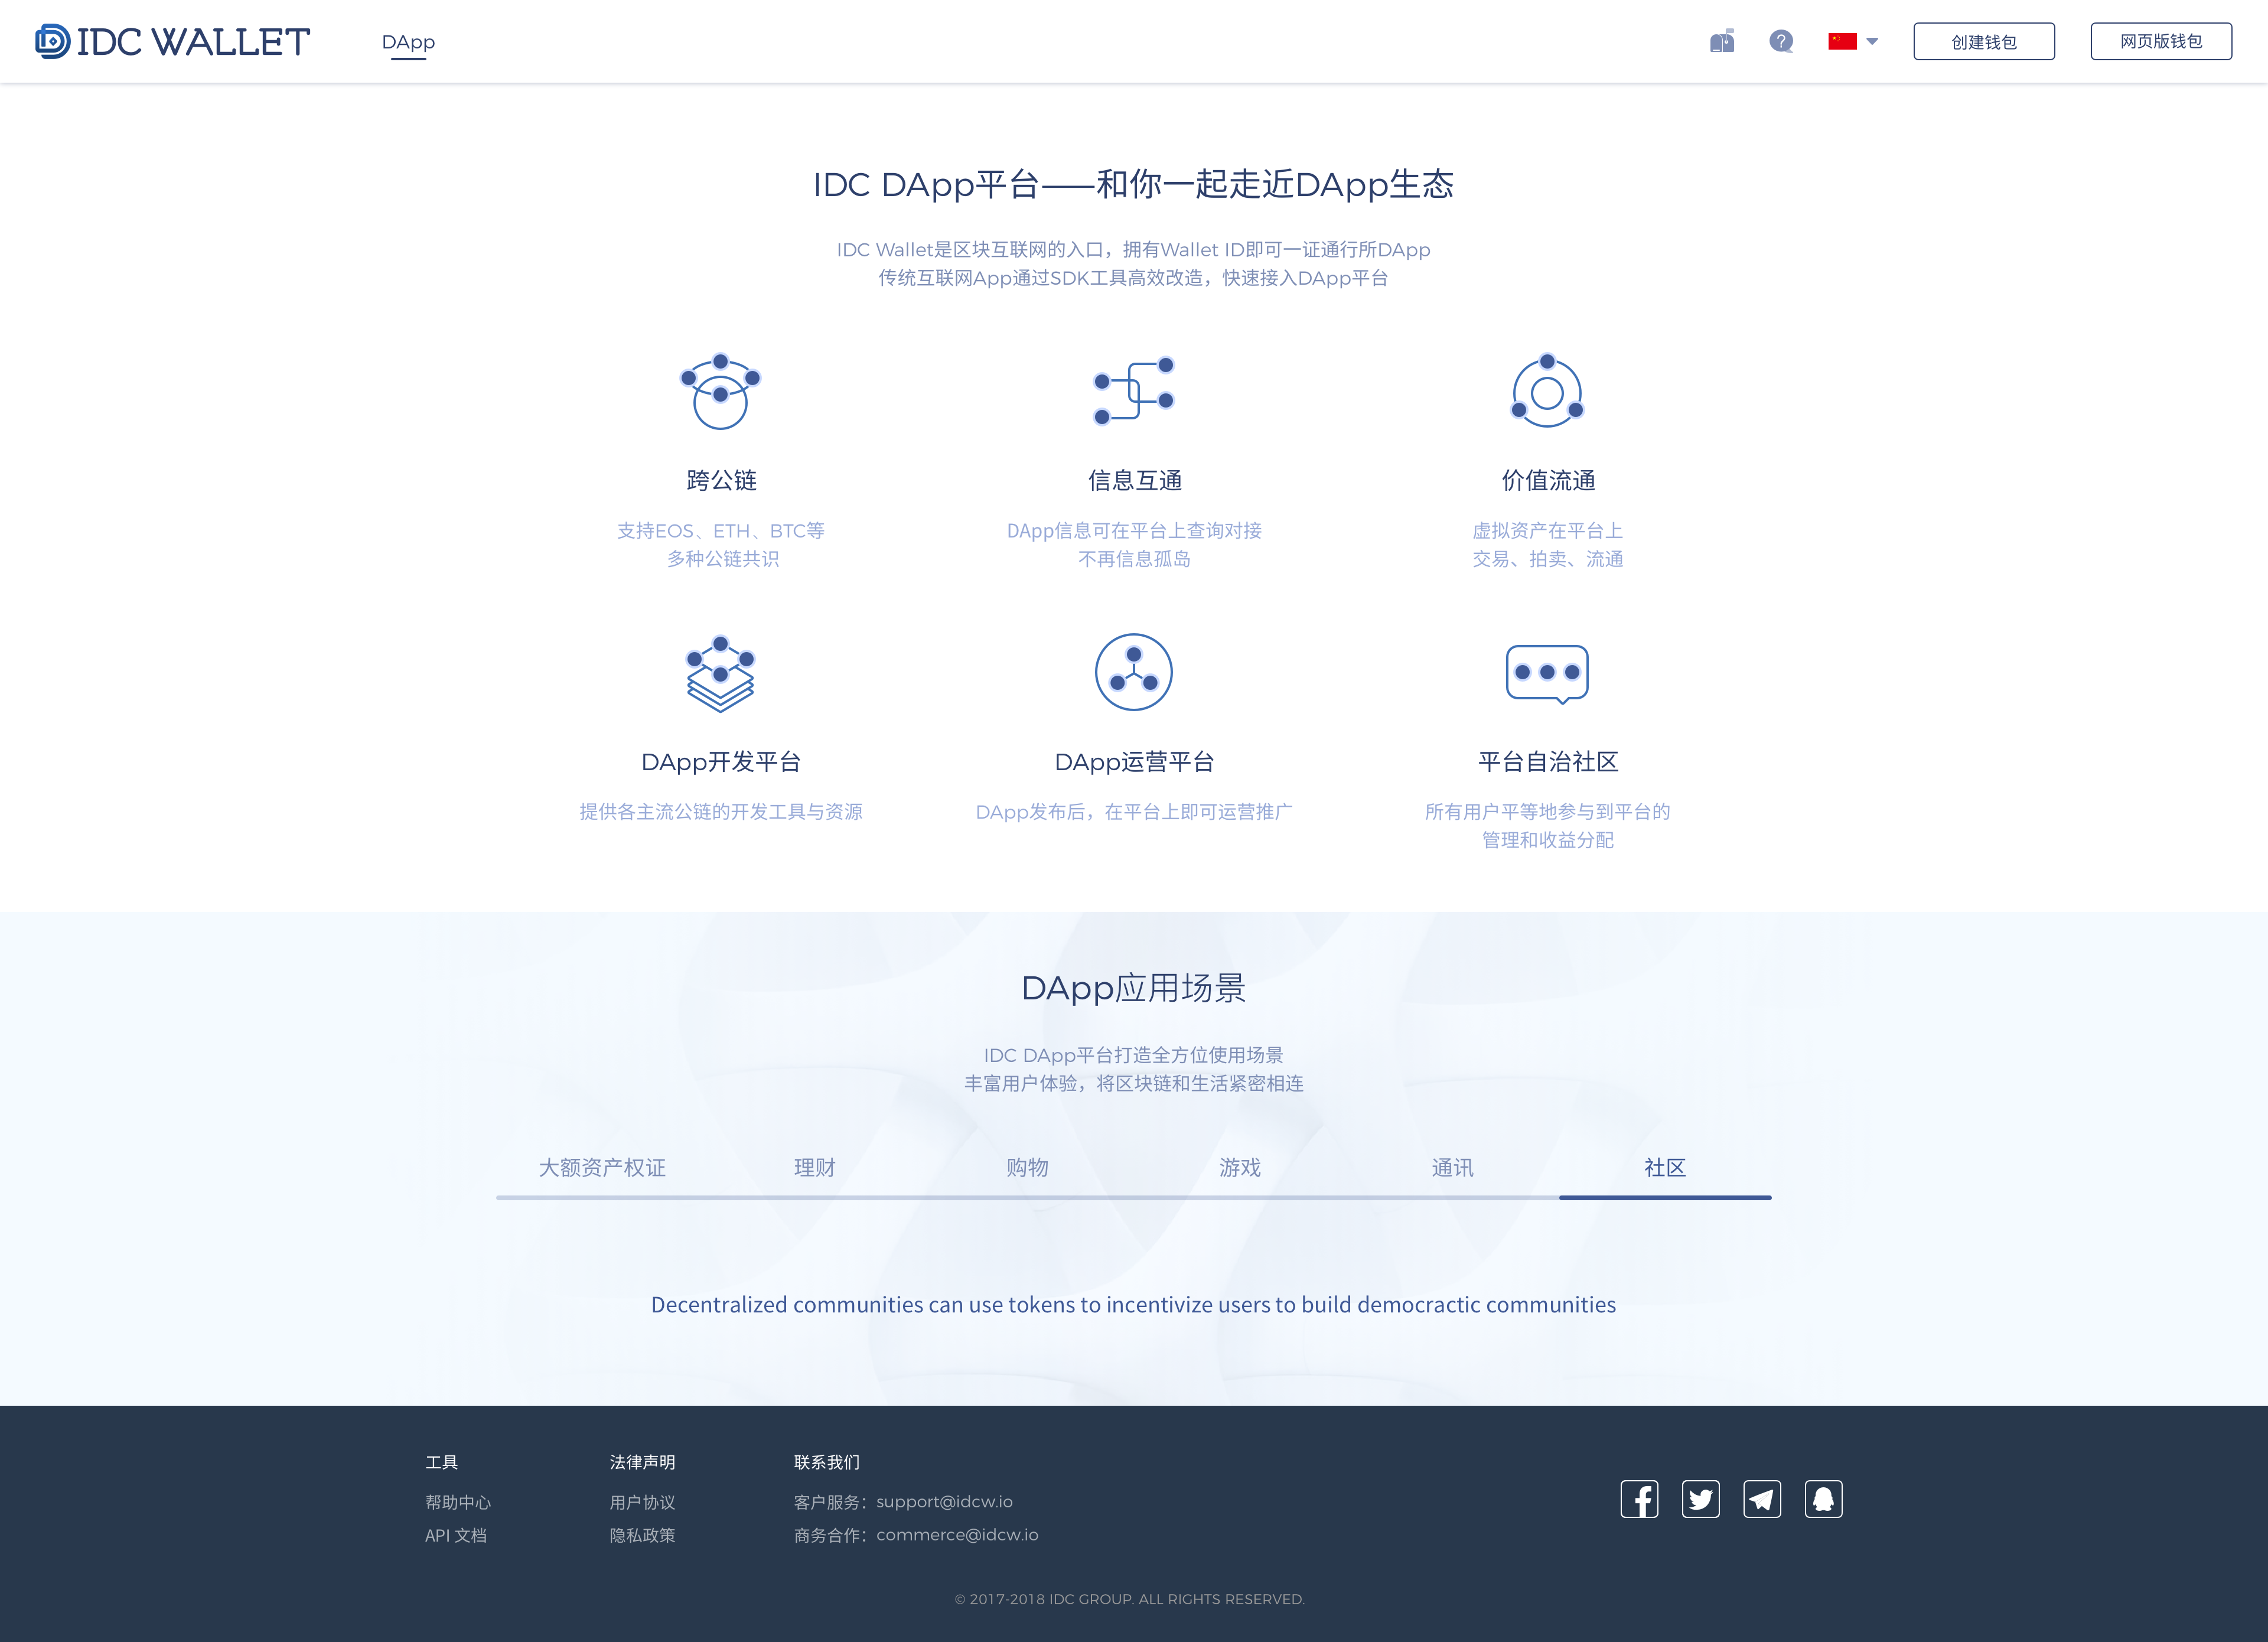 IDC WALLET
DApp
创建钱包
网页版钱包
IDC DApp平台——和你一起走近DApp生态
IDC Wallet是区块互联网的入口，拥有Wallet ID即可一证通行所DApp
传统互联网App通过SDK工具高效改造，快速接入DApp平台
跨公链
支持EOS、ETH、BTC等
多种公链共识
信息互通
DApp信息可在平台上查询对接
不再信息孤岛
价值流通
虚拟资产在平台上
交易、拍卖、流通
DApp开发平台
提供各主流公链的开发工具与资源
DApp运营平台
DApp发布后，在平台上即可运营推广
平台自治社区
所有用户平等地参与到平台的
管理和收益分配
DApp应用场景
IDC DApp平台打造全方位使用场景
丰富用户体验，将区块链和生活紧密相连
大额资产权证
理财
购物
游戏
通讯
社区
Decentralized communities can use tokens to incentivize users to build democractic communities
工具
帮助中心
API 文档
法律声明
用户协议
隐私政策
联系我们
客户服务：support@idcw.io
商务合作：commerce@idcw.io
© 2017-2018 IDC GROUP. ALL RIGHTS RESERVED.